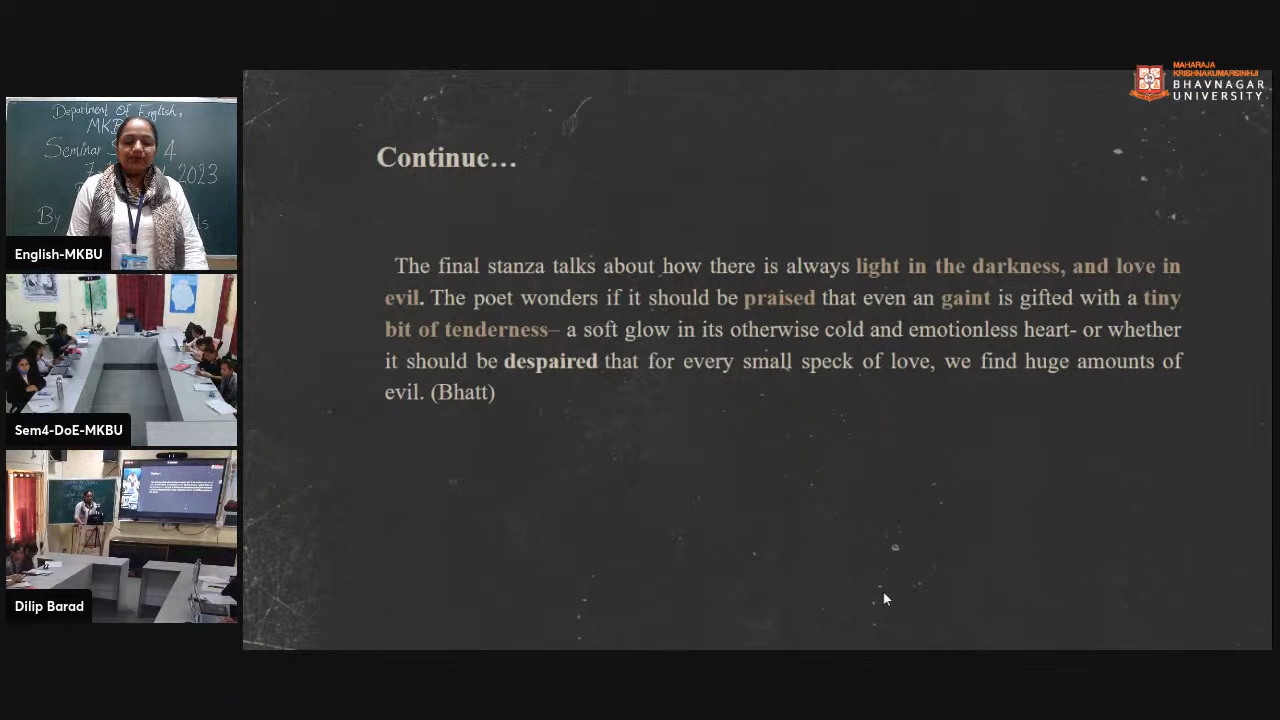 MAHARAJA
KRISHNAKUMARSINHJI
BHAVNAGAR
UNIVERSITY
Department Of English,
MKB
Seminar S 4
2023
By
English-MKBU
Sem4-DoE-MKBU
Dilip Barad
Continue...
The final stanza talks about how there is always light in the darkness, and love in
evil. The poet wonders if it should be praised that even an gaint is gifted with a tiny
bit of tenderness– a soft glow in its otherwise cold and emotionless heart- or whether
it should be despaired that for every small speck of love, we find huge amounts of
evil. (Bhatt)